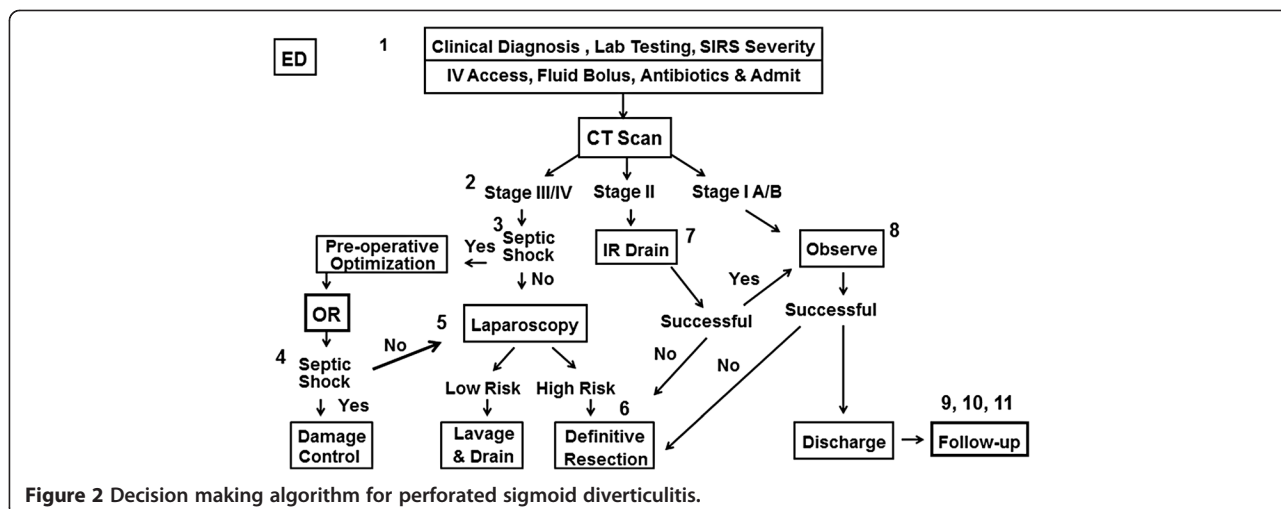 ED
1
Clinical Diagnosis , Lab Testing, SIRS Severity
IV Access, Fluid Bolus, Antibiotics & Admit
CT Scan
2
Stage III/IV
Stage II
Stage I A/B
3
Septic
Shock
Yes
Pre-operative
Optimization
No
7
IR Drain
8
Observe
Yes
OR
5
Laparoscopy
Successful
Successful
4
Septic
Shock
No
No
No
Low Risk
High Risk
Yes
6
9, 10, 11
Damage
Control
Lavage
& Drain
Definitive
Resection
Discharge
Follow-up
Figure 2 Decision making algorithm for perforated sigmoid diverticulitis.